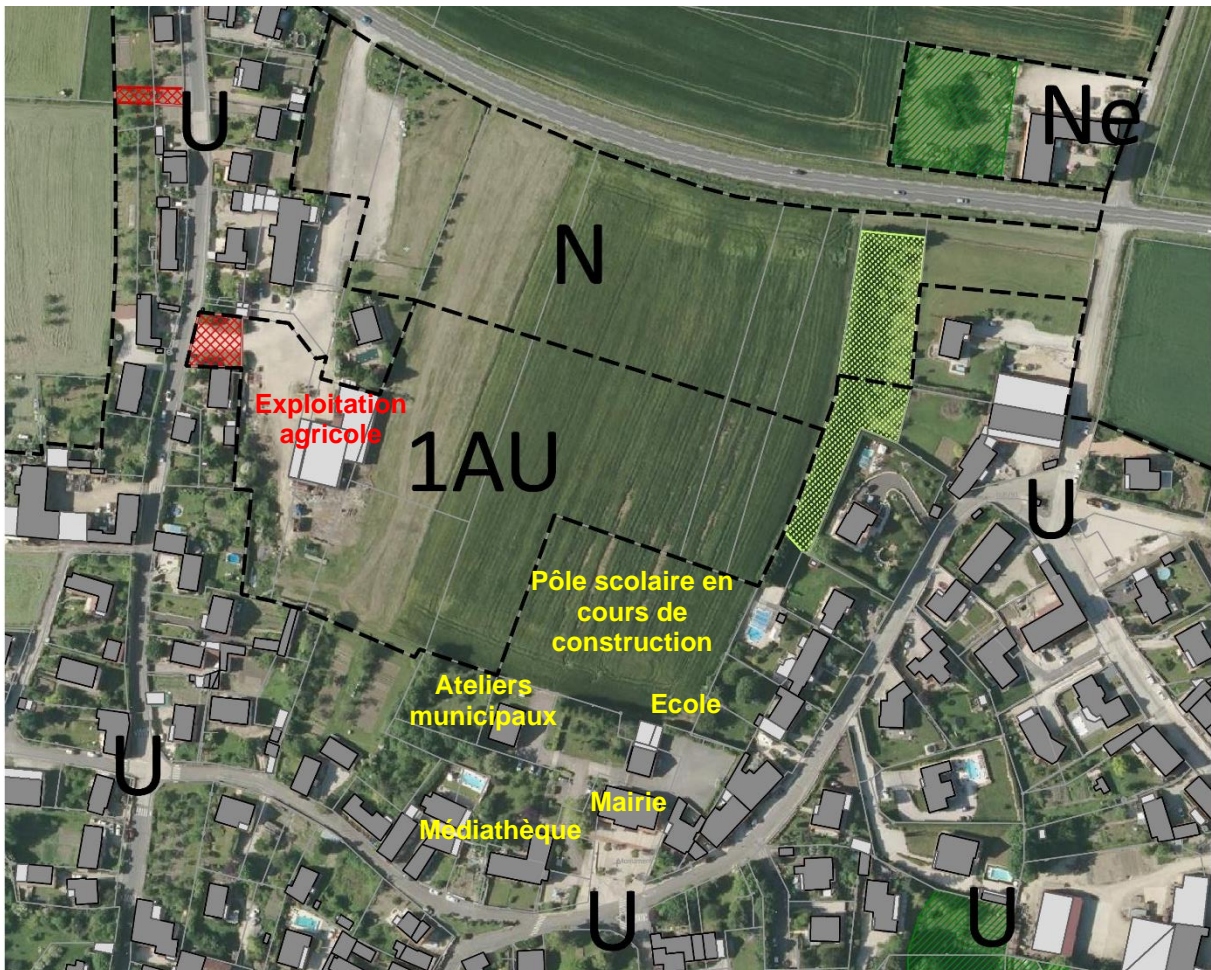 U
Ne
N
Exploitation
agricole
1AU
U
Pôle scolaire en
cours de
construction
Ateliers
municipaux
Ecole
U
Mairie
Médiathèque
U
U